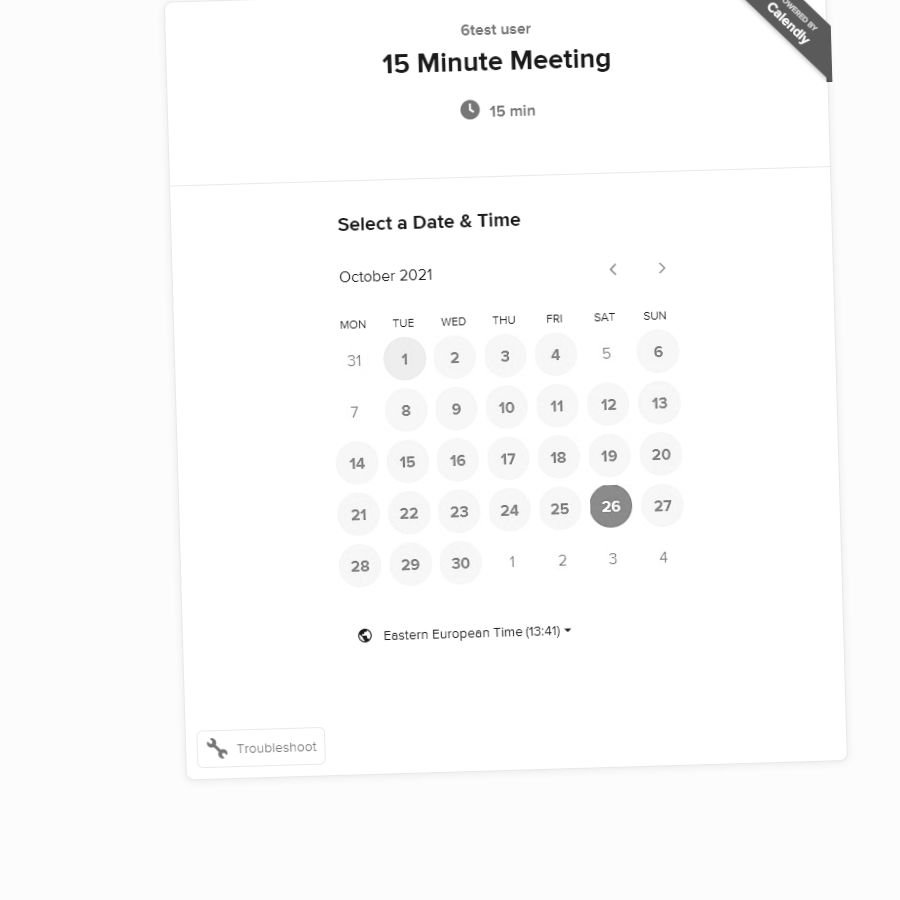 6test user
15 Minute Meeting
15 min
Calendly
Select a Date & Time
October 2021
MON TUE WED THU FRI SAT SUN
31 1 2 3 4 5 6
7 8 9 10 11 12 13
14 15 16 17 18 19 20
21 22 23 24 25 26 27
28 29 30 1 2 3 4
Eastern European Time (13:41)
Troubleshoot